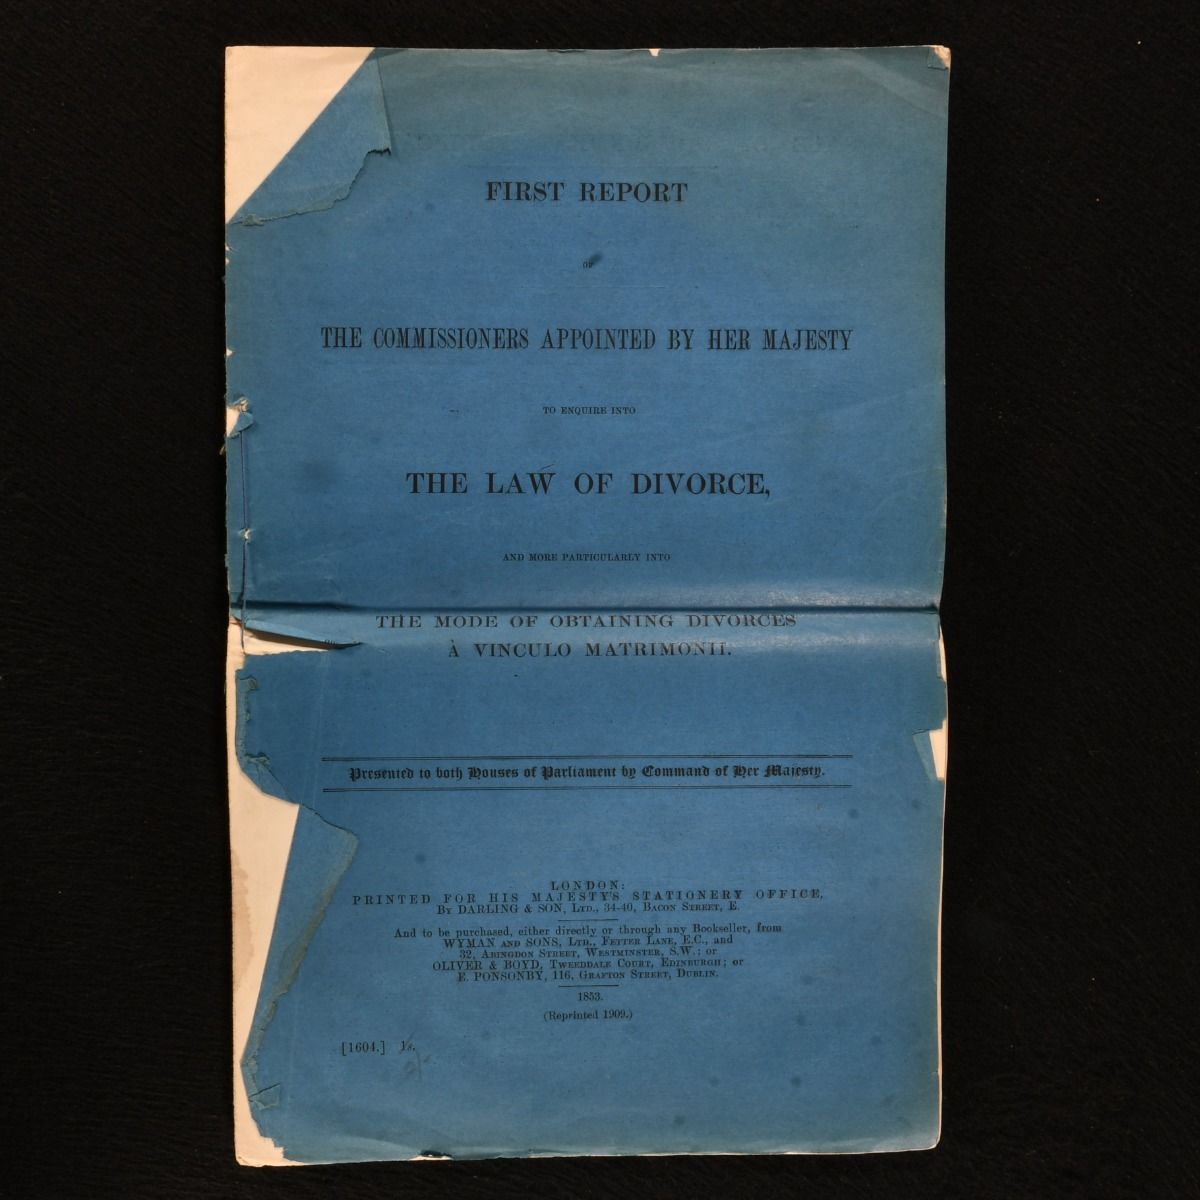 FIRST REPORT
OF
THE COMMISSIONERS APPOINTED BY HER MAJESTY
TO ENQUIRE INTO
THE LAW OF DIVORCE,
AND MORE PARTICULARLY INTO
THE MODE OF OBTAINING DIVORCES
À VINCULO MATRIMONII.
Presented to both Houses of Parliament by Command of Her Majesty.
LONDON:
PRINTED FOR HIS MAJESTY'S STATIONERY OFFICE,
BY DARLING & SON, LTD., 34-40, BACON STREET, E.
And to be purchased, either directly or through any Bookseller, from
WYMAN AND SONS, LTD., FETTER LANE, E.C., and
32, ABINGDON STREET, WESTMINSTER, S.W.; or
OLIVER & BOYD, TWEEDDALE COURT, EDINBURGH; or
E. PONSONBY, 116, GRAFTON STREET, DUBLIN.
1853.
(Reprinted 1909.)
[1604.] 1s.